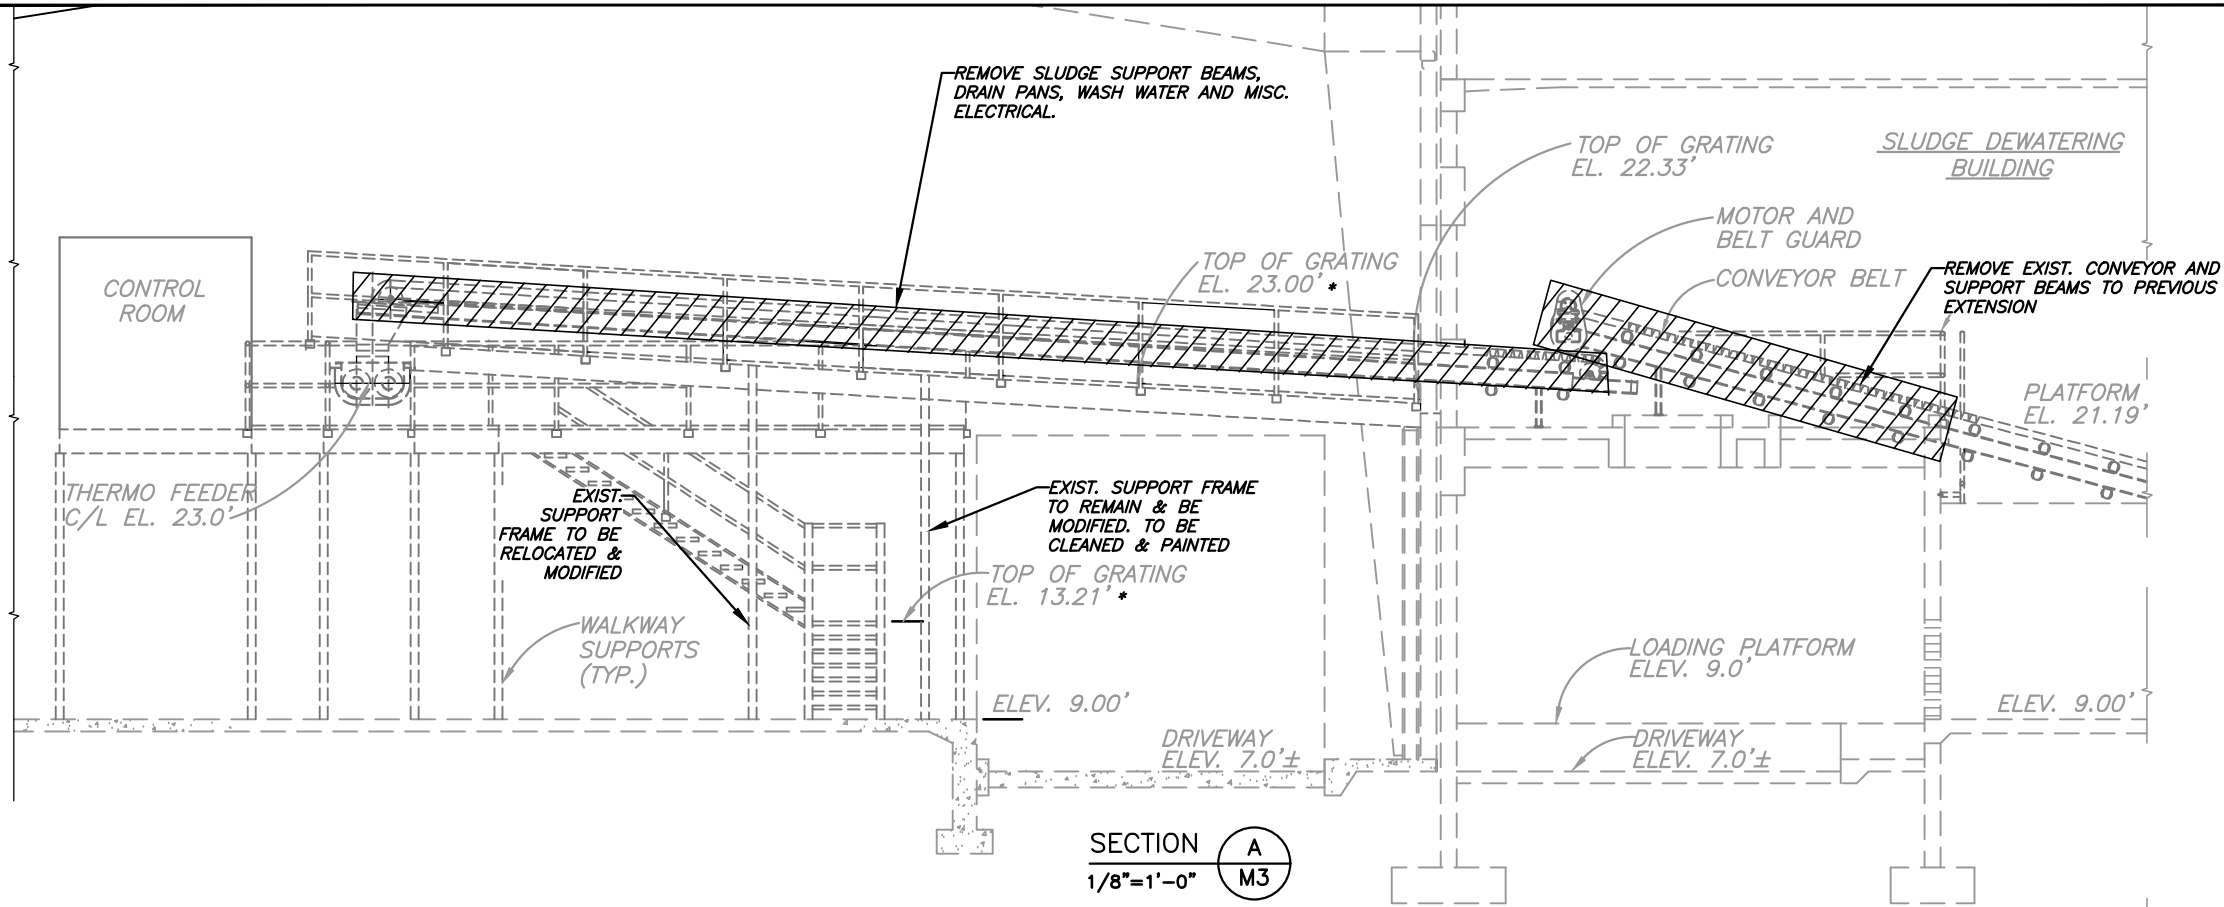 REMOVE SLUDGE SUPPORT BEAMS,
DRAIN PANS, WASH WATER AND MISC.
ELECTRICAL.
TOP OF GRATING
EL. 22.33'
SLUDGE DEWATERING
BUILDING
MOTOR AND
BELT GUARD
CONVEYOR BELT
REMOVE EXIST. CONVEYOR AND
SUPPORT BEAMS TO PREVIOUS
EXTENSION
TOP OF GRATING
EL. 23.00' *
CONTROL
ROOM
PLATFORM
EL. 21.19'
THERMO FEEDER
C/L EL. 23.0'
EXIST.
SUPPORT
FRAME TO BE
RELOCATED &
MODIFIED
EXIST. SUPPORT FRAME
TO REMAIN & BE
MODIFIED. TO BE
CLEANED & PAINTED
TOP OF GRATING
EL. 13.21' *
WALKWAY
SUPPORTS
(TYP.)
LOADING PLATFORM
ELEV. 9.0'
ELEV. 9.00'
ELEV. 9.00'
DRIVEWAY
ELEV. 7.0'±
DRIVEWAY
ELEV. 7.0'±
SECTION
1/8"=1'-0"
A
M3